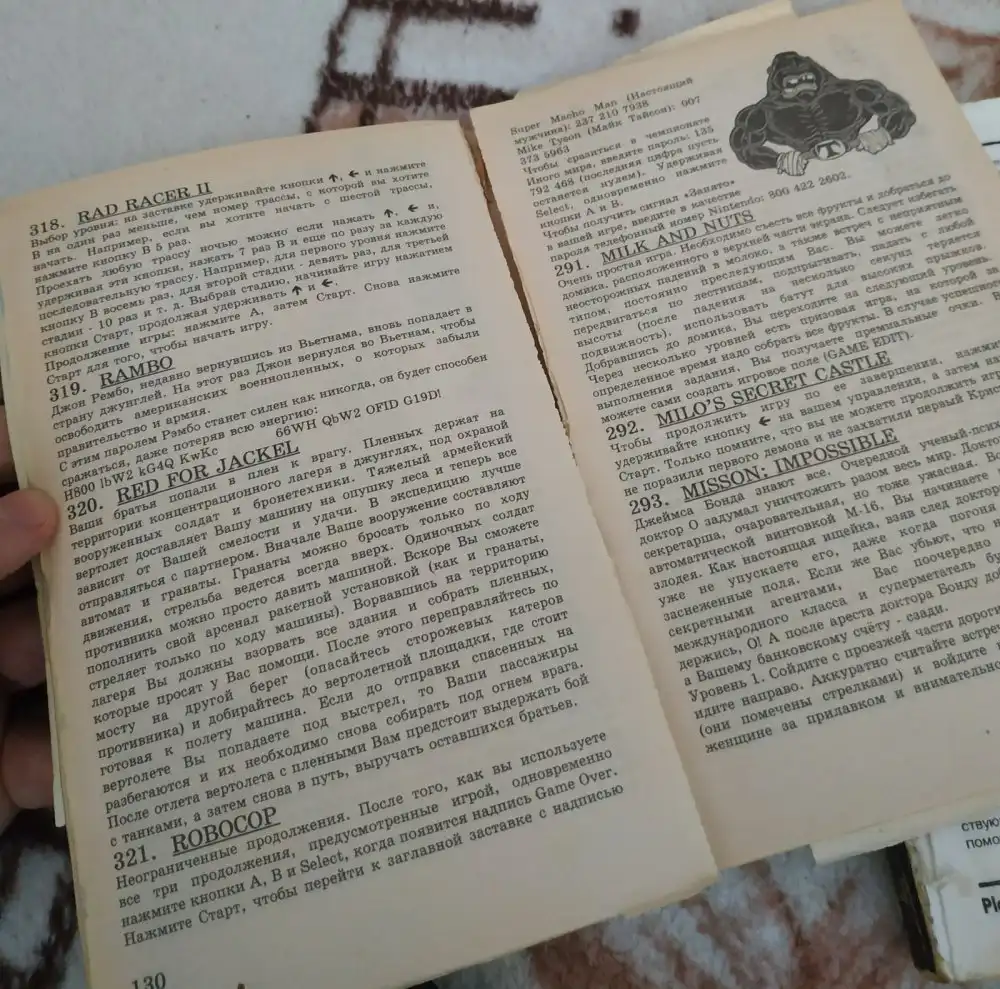 318. RAD RACER II
Выбор уровня: на заставке удерживайте кнопки ↑, ← и нажмите
В на один раз меньше, чем номер трассы, с которой вы хотите
начать. Например, если вы хотите начать с шестой трассы,
нажмите кнопку В 5 раз.
Проехать любую трассу ночью можно если нажать ↑, ← и,
удерживая эти кнопки, нажать 7 раз В и еще по разу за каждую
последовательную трассу. Например, для первого уровня нажмите
кнопку В восемь раз, для второй стадии - девять раз, для третьей
стадии - 10 раз и т. д. Выбрав стадию, начинайте игру нажатием
кнопки Старт, продолжая удерживать ↑ и ←.
Продолжение игры: нажмите А, затем Старт. Снова нажмите
Старт для того, чтобы начать игру.
319. RAMBO
Джон Рембо, недавно вернувшись из Вьетнама, вновь попадает в
страну джунглей. На этот раз Джон вернулся во Вьетнам, чтобы
освободить американских военнопленных, о которых забыли
правительство и армия.
С этим паролем Рэмбо станет силен как никогда, он будет способен
сражаться, даже потеряв всю энергию:
H800 lbW2 kG4Q KwKc 66WH QbW2 OFID G19D!
320. RED FOR JACKEL
Ваши братья попали в плен к врагу. Пленных держат на
территории концентрационного лагеря в джунглях, под охраной
вооруженных солдат и бронетехники. Тяжелый армейский
вертолет доставляет Вашу машину на опушку леса и теперь все
зависит от Вашей смелости и удачи. В экспедицию лучше
отправляться с партнером. Вначале Ваше вооружение составляют
автомат и гранаты. Гранаты можно бросать только по ходу
движения, стрельба ведется всегда вверх. Одиночных солдат
противника можно просто давить машиной. Вскоре Вы сможете
пополнить свой арсенал ракетной установкой (как и гранаты,
стреляет только по ходу машины). Ворвавшись на территорию
лагеря Вы должны взорвать все здания и собрать пленных,
которые просят у Вас помощи. После этого переправляйтесь по
мосту на другой берег (опасайтесь сторожевых катеров
противника) и добирайтесь до вертолетной площадки, где стоит
готовая к полету машина. Если до отправки спасенных на
вертолете Вы попадаете под выстрел, то Ваши пассажиры
разбегаются и их необходимо снова собирать под огнем врага.
После отлета вертолета с пленными Вам предстоит выдержать бой
с танками, а затем снова в путь, выручать оставшихся братьев.
321. ROBOCOP
Неограниченные продолжения. После того, как вы используете
все три продолжения, предусмотренные игрой, одновременно
нажмите кнопки А, В и Select, когда появится надпись Game Over.
Нажмите Старт, чтобы перейти к заглавной заставке с надписью
130
Super Macho Man (Настоящий
мужчина): 237 210 7938
Mike Tyson (Майк Тайсон): 007
373 5963
Чтобы сразиться в чемпионате
Иного мира, введите пароль: 135
792 468 (последняя цифра пусть
останется нулем). Удерживая
Select, одновременно нажмите
кнопки А и В.
Чтобы получить сигнал «Занято»
в вашей игре, введите в качестве
пароля телефонный номер Nintendo: 800 422 2602.
291. MILK AND NUTS
Очень простая игра. Необходимо съесть все фрукты и добраться до
домика, расположенного в верхней части экрана. Следует избегать
неосторожных падений в молоко, а также встреч с неприятным
типом, постоянно преследующим Вас. Вы можете легко
передвигаться по лестницам, подпрыгивать, падать с любой
высоты (после падения на несколько секунд теряется
подвижность), использовать батут для высоких прыжков.
Добравшись до домика, Вы переходите на следующий уровень.
Через несколько уровней есть призовая игра, на которой за
определенное время надо собрать все фрукты. В случае успешного
выполнения задания, Вы получаете премиальные очки.
можете сами создать игровое поле (GAME EDIT).
292. MILO'S SECRET CASTLE
Чтобы продолжить игру по ее завершении, нажми
удерживайте кнопку ← на вашем управлении, а затем на
Старт. Только помните, что вы не можете продолжить игр
не поразили первого демона и не захватили первый Крис
293. MISSON: IMPOSSIBLE
Джеймса Бонда знают все. Очередной ученый-пси
доктор О задумал уничтожить разом весь мир. Докт
секретарша, очаровательная, но тоже ужасная. Во
автоматической винтовкой М-16, Вы начинаете
злодея. Как настоящая ищейка, взяв след доктор
уже не упускаете его, даже когда погоня
заснеженные поля. Если же Вас убьют, что н
секретными агентами, Вас поочередно
международного класса и суперметатель бу
держись, О! А после ареста доктора Бонду доб
а Вашему банковскому счёту - сзади.
Уровень 1. Сойдите с проезжей части дорог
идите направо. Аккуратно считайте встре
(они помечены стрелками) и войдите
женщине за прилавком и внимательн
ствую
помо
Pl